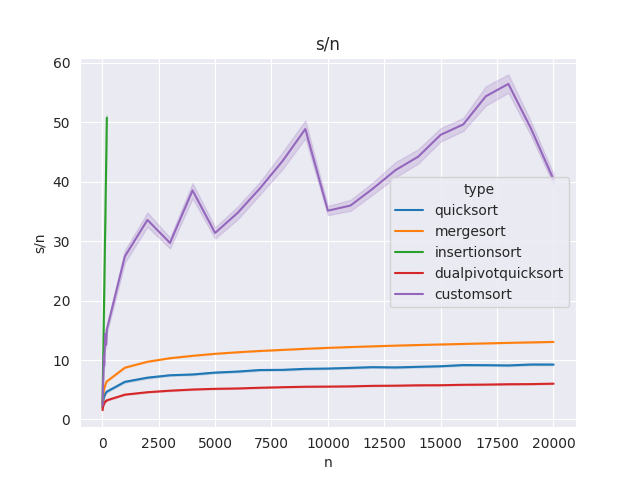 s/n
60
50
40
30
20
10
0
s/n
type
quicksort
mergesort
insertionsort
dualpivotquicksort
customsort
0 2500 5000 7500 10000 12500 15000 17500 20000
n